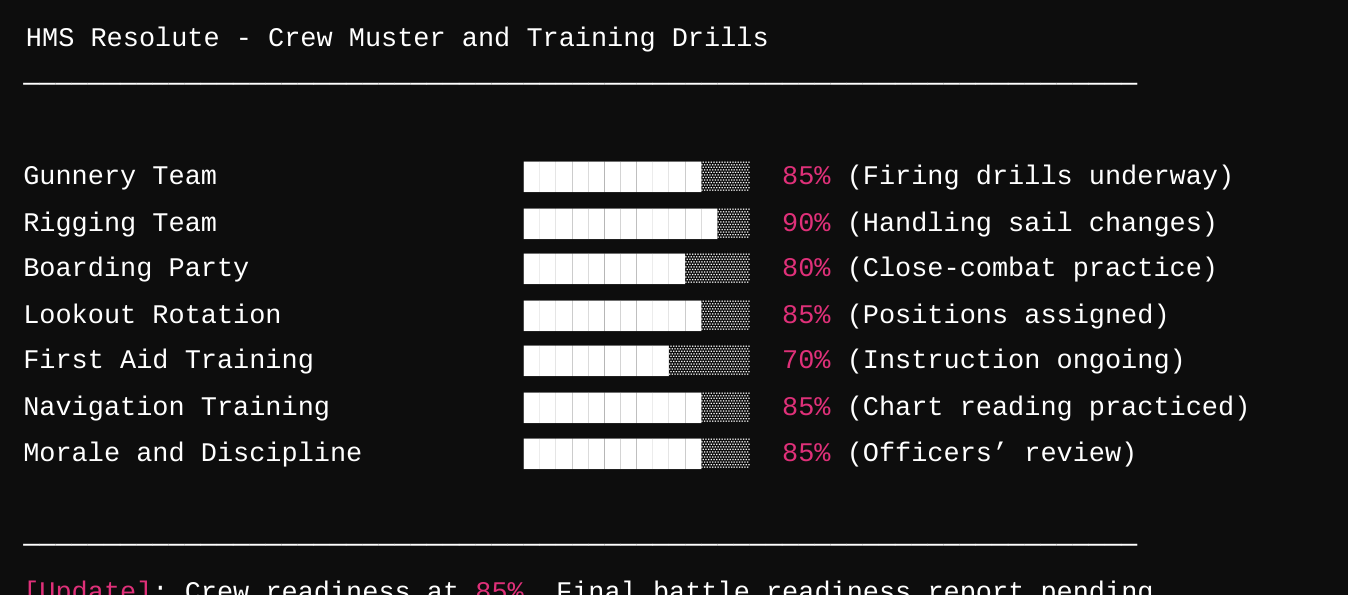 HMS Resolute - Crew Muster and Training Drills
Gunnery Team 85% (Firing drills underway)
Rigging Team 90% (Handling sail changes)
Boarding Party 80% (Close-combat practice)
Lookout Rotation 85% (Positions assigned)
First Aid Training 70% (Instruction ongoing)
Navigation Training 85% (Chart reading practiced)
Morale and Discipline 85% (Officers’ review)
[Update]: Crew readiness at 85%. Final battle readiness report pending